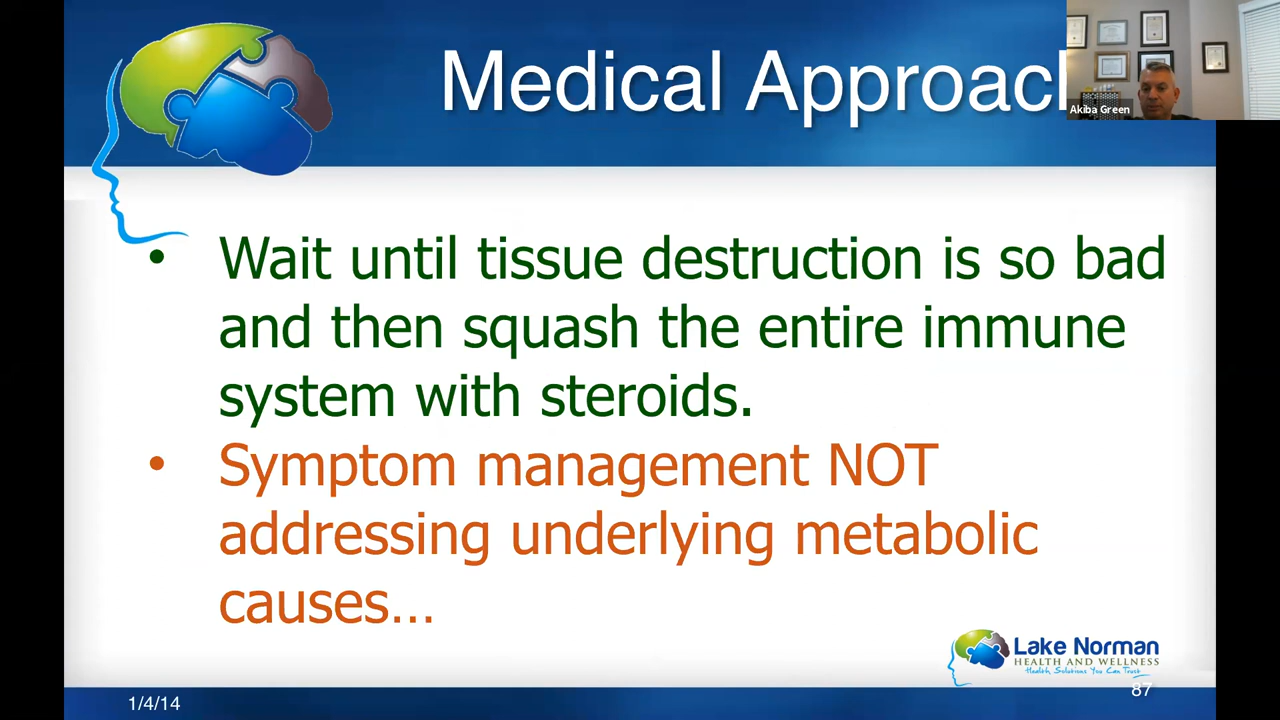 Medical Approach
Akiba Green
• Wait until tissue destruction is so bad
and then squash the entire immune
system with steroids.
• Symptom management NOT
addressing underlying metabolic
causes...
Lake Norman
HEALTH AND WELLNESS
Health Solutions You Can Trust
1/4/14
87